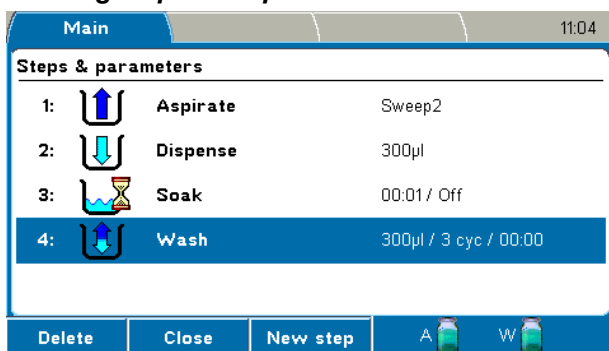 Main 11:04
Steps & parameters
1: Aspirate Sweep2
2: Dispense 300µl
3: Soak 00:01 / Off
4: Wash 300µl / 3 cyc / 00:00
Delete Close New step A W